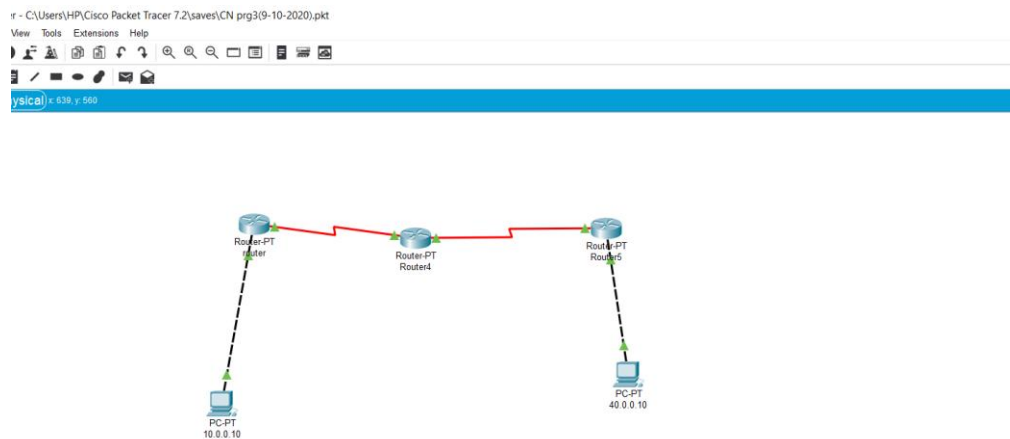 r - C:\Users\HP\Cisco Packet Tracer 7.2\saves\CN prg3(9-10-2020).pkt
View Tools Extensions Help
ysical x: 639, y: 560
Router-PT
router
Router-PT
Router4
Router-PT
Router5
PC-PT
10.0.0.10
PC-PT
40.0.0.10